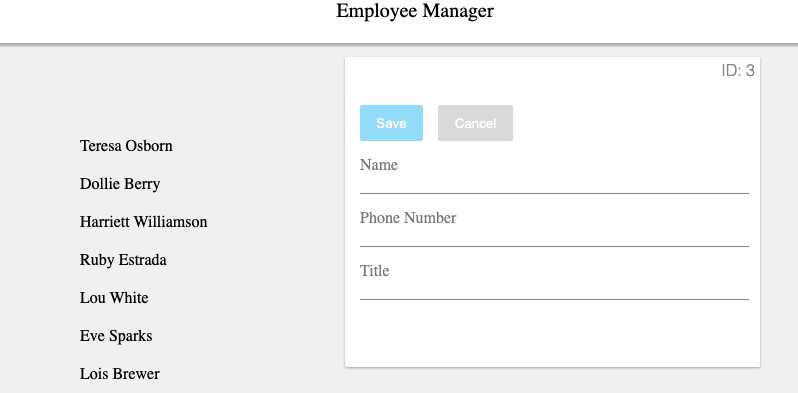 Employee Manager
ID: 3
Save Cancel
Name
Phone Number
Title
Teresa Osborn
Dollie Berry
Harriett Williamson
Ruby Estrada
Lou White
Eve Sparks
Lois Brewer